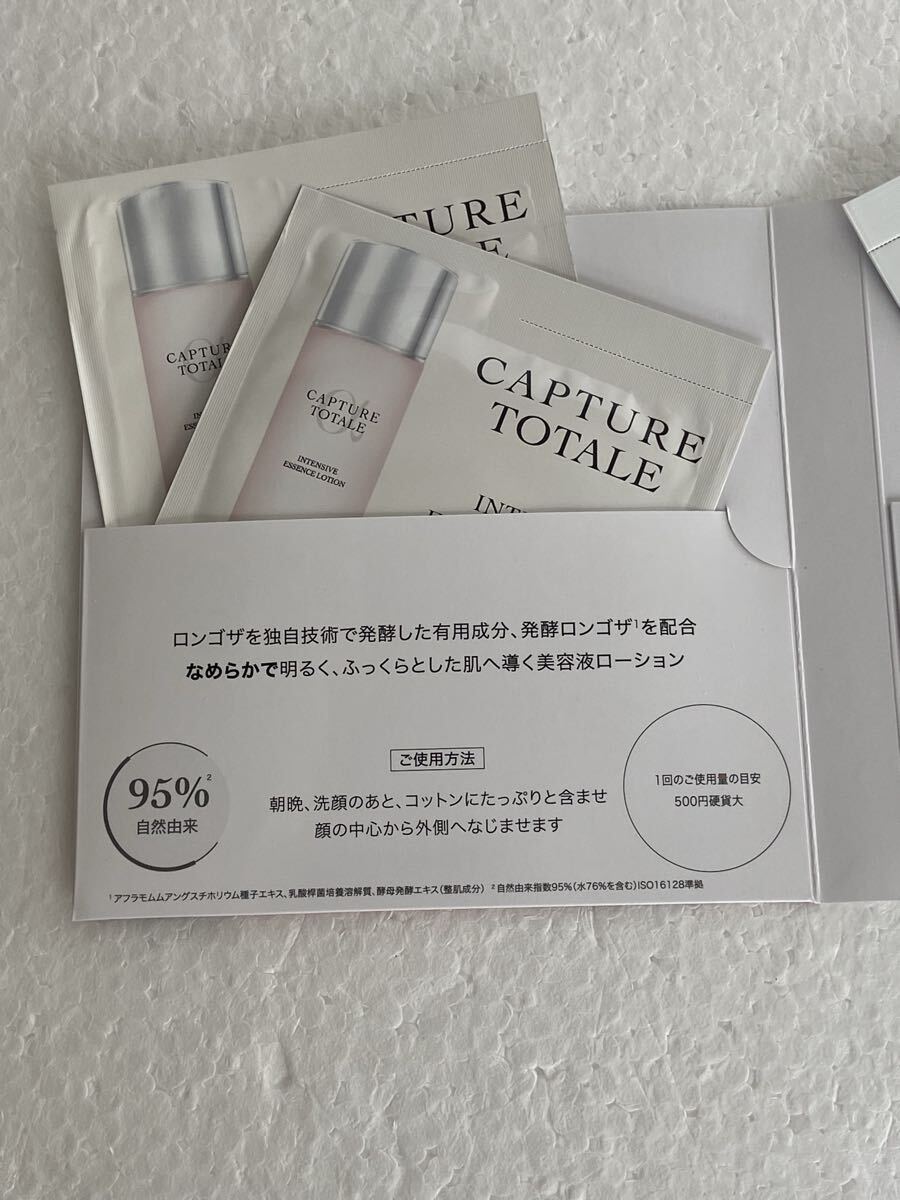 TURE
E
CAPTUR
TOTAL
IN
ESSE
CAPTURE
TOTALE
INTENSIVE
ESSENCE LOTION
CAPTURE
TOTALE
ロンゴザを独自技術で発酵した有用成分、発酵ロンゴザ¹を配合
なめらかで明るく、ふっくらとした肌へ導く美容液ローション
95%²
自然由来
ご使用方法
朝晩、洗顔のあと、コットンにたっぷりと含ませ
顔の中心から外側へなじませます
1回のご使用量の目安
500円硬貨大
¹アフラモムムアングスチホリウム種子エキス、乳酸桿菌培養溶解質、酵母発酵エキス(整肌成分) ²自然由来指数95%(水76%を含む)ISO16128準拠